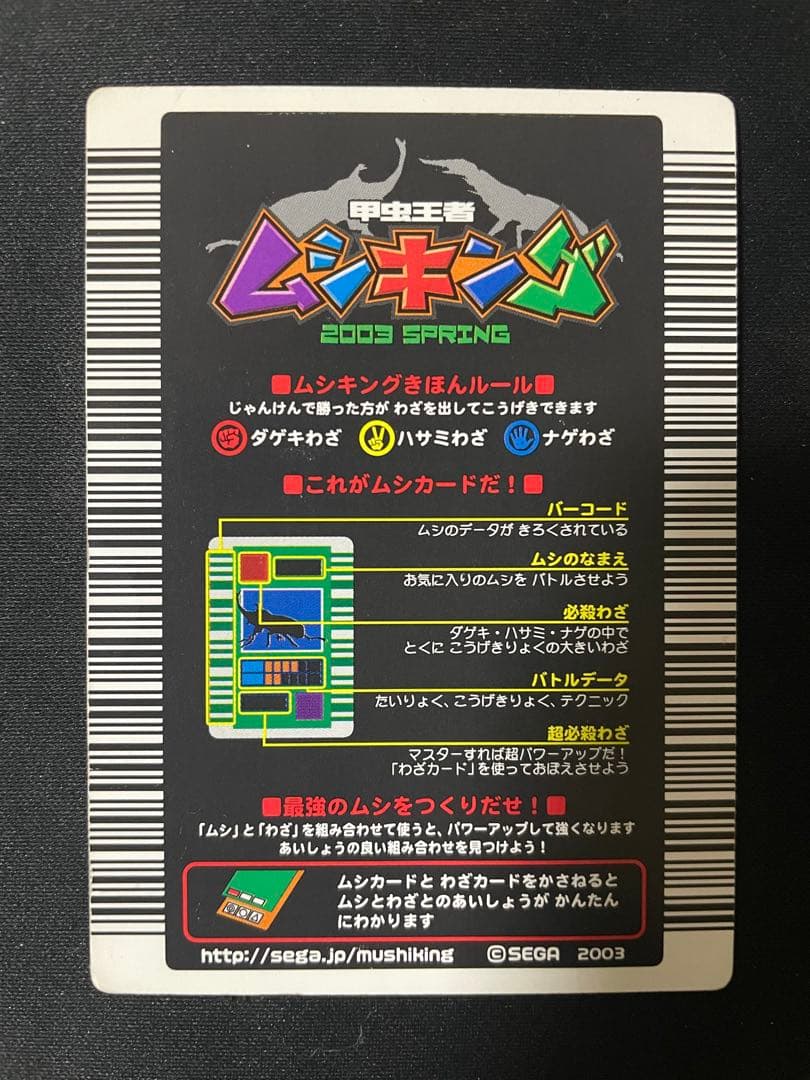 甲虫王者
ムシキング
2003 SPRING
■ムシキングきほんルール■
じゃんけんで勝った方が わざを出してこうげきできます
ダゲキわざ ハサミわざ ナゲわざ
■これがムシカードだ！■
バーコード
ムシのデータが きろくされている
ムシのなまえ
お気に入りのムシを バトルさせよう
必殺わざ
ダゲキ・ハサミ・ナゲの中で
とくに こうげきりょくの大きいわざ
バトルデータ
たいりょく、こうげきりょく、テクニック
超必殺わざ
マスターすれば超パワーアップだ！
「わざカード」を使っておぼえさせよう
■最強のムシをつくりだせ！■
「ムシ」と「わざ」を組み合わせて使うと、パワーアップして強くなります
あいしょうの良い組み合わせを見つけよう！
ムシカードと わざカードをかさねると
ムシとわざとのあいしょうが かんたん
にわかります
http://sega.jp/mushiking ©SEGA 2003